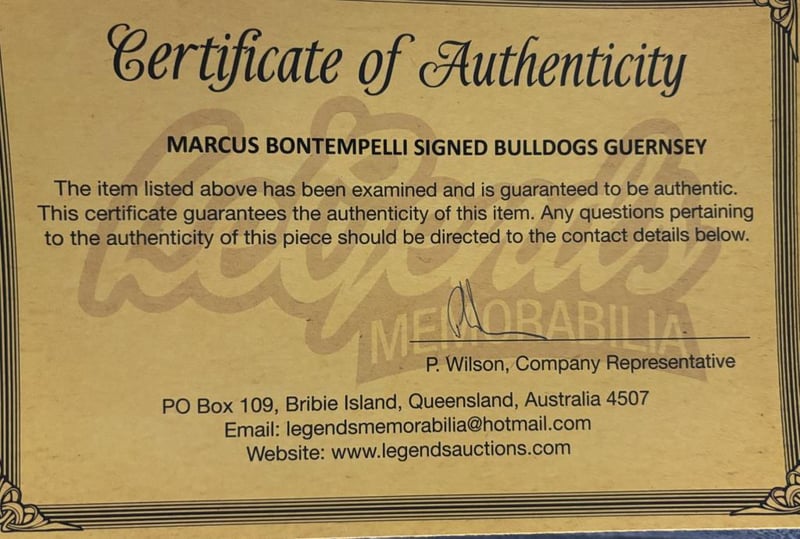 Certificate of Authenticity
MARCUS BONTEMPELLI SIGNED BULLDOGS GUERNSEY
The item listed above has been examined and is guaranteed to be authentic.
This certificate guarantees the authenticity of this item. Any questions pertaining
to the authenticity of this piece should be directed to the contact details below.
Legends
MEMORABILIA
P. Wilson, Company Representative
PO Box 109, Bribie Island, Queensland, Australia 4507
Email: legendsmemorabilia@hotmail.com
Website: www.legendsauctions.com